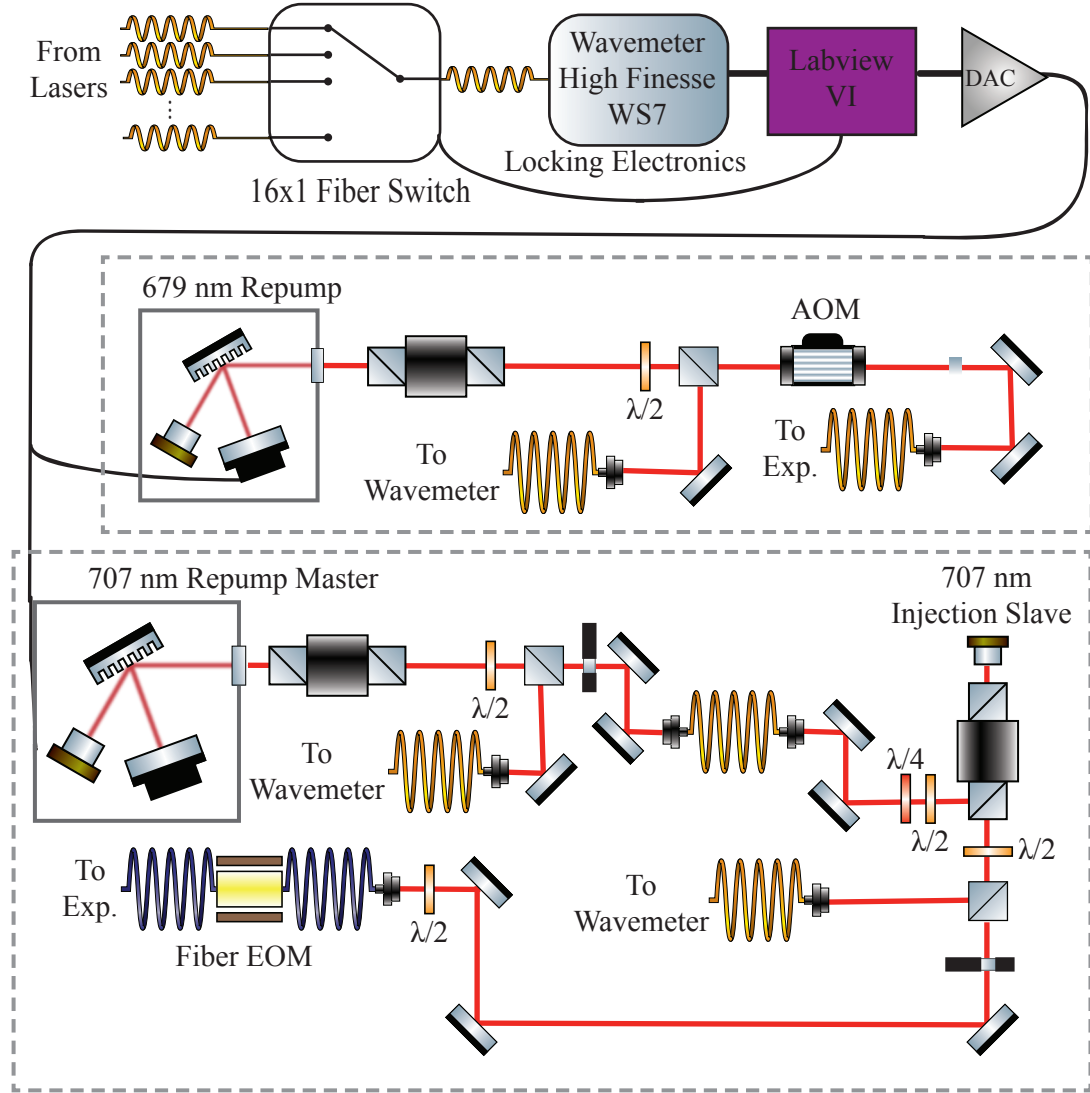 From
Lasers
16x1 Fiber Switch
Wavemeter
High Finesse
WS7
Locking Electronics
Labview
VI
DAC
679 nm Repump
λ/2
AOM
To
Wavemeter
To
Exp.
707 nm Repump Master
707 nm
Injection Slave
λ/2
To
Wavemeter
λ/4
λ/2
λ/2
To
Exp.
Fiber EOM
λ/2
To
Wavemeter